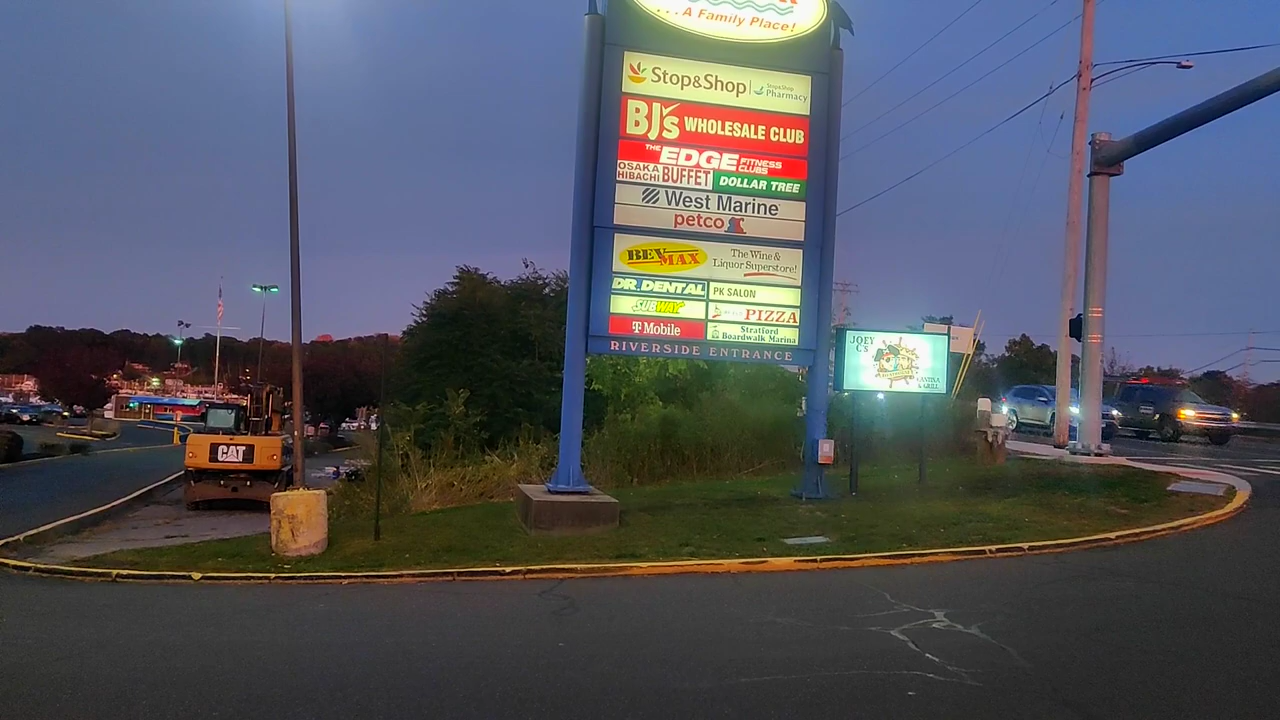 ...A Family Place!
Stop&Shop
Stop&Shop
Pharmacy
BJ's WHOLESALE CLUB
THE EDGE FITNESS CLUBS
OSAKA
HIBACHI BUFFET
DOLLAR TREE
West Marine
petco
BEVMAX
The Wine &
Liquor Superstore!
DR. DENTAL
PK SALON
SUBWAY
PIZZA
T Mobile
Stratford
Boardwalk Marina
RIVERSIDE ENTRANCE
JOEY
C's
CANTINA
& GRILL
CAT